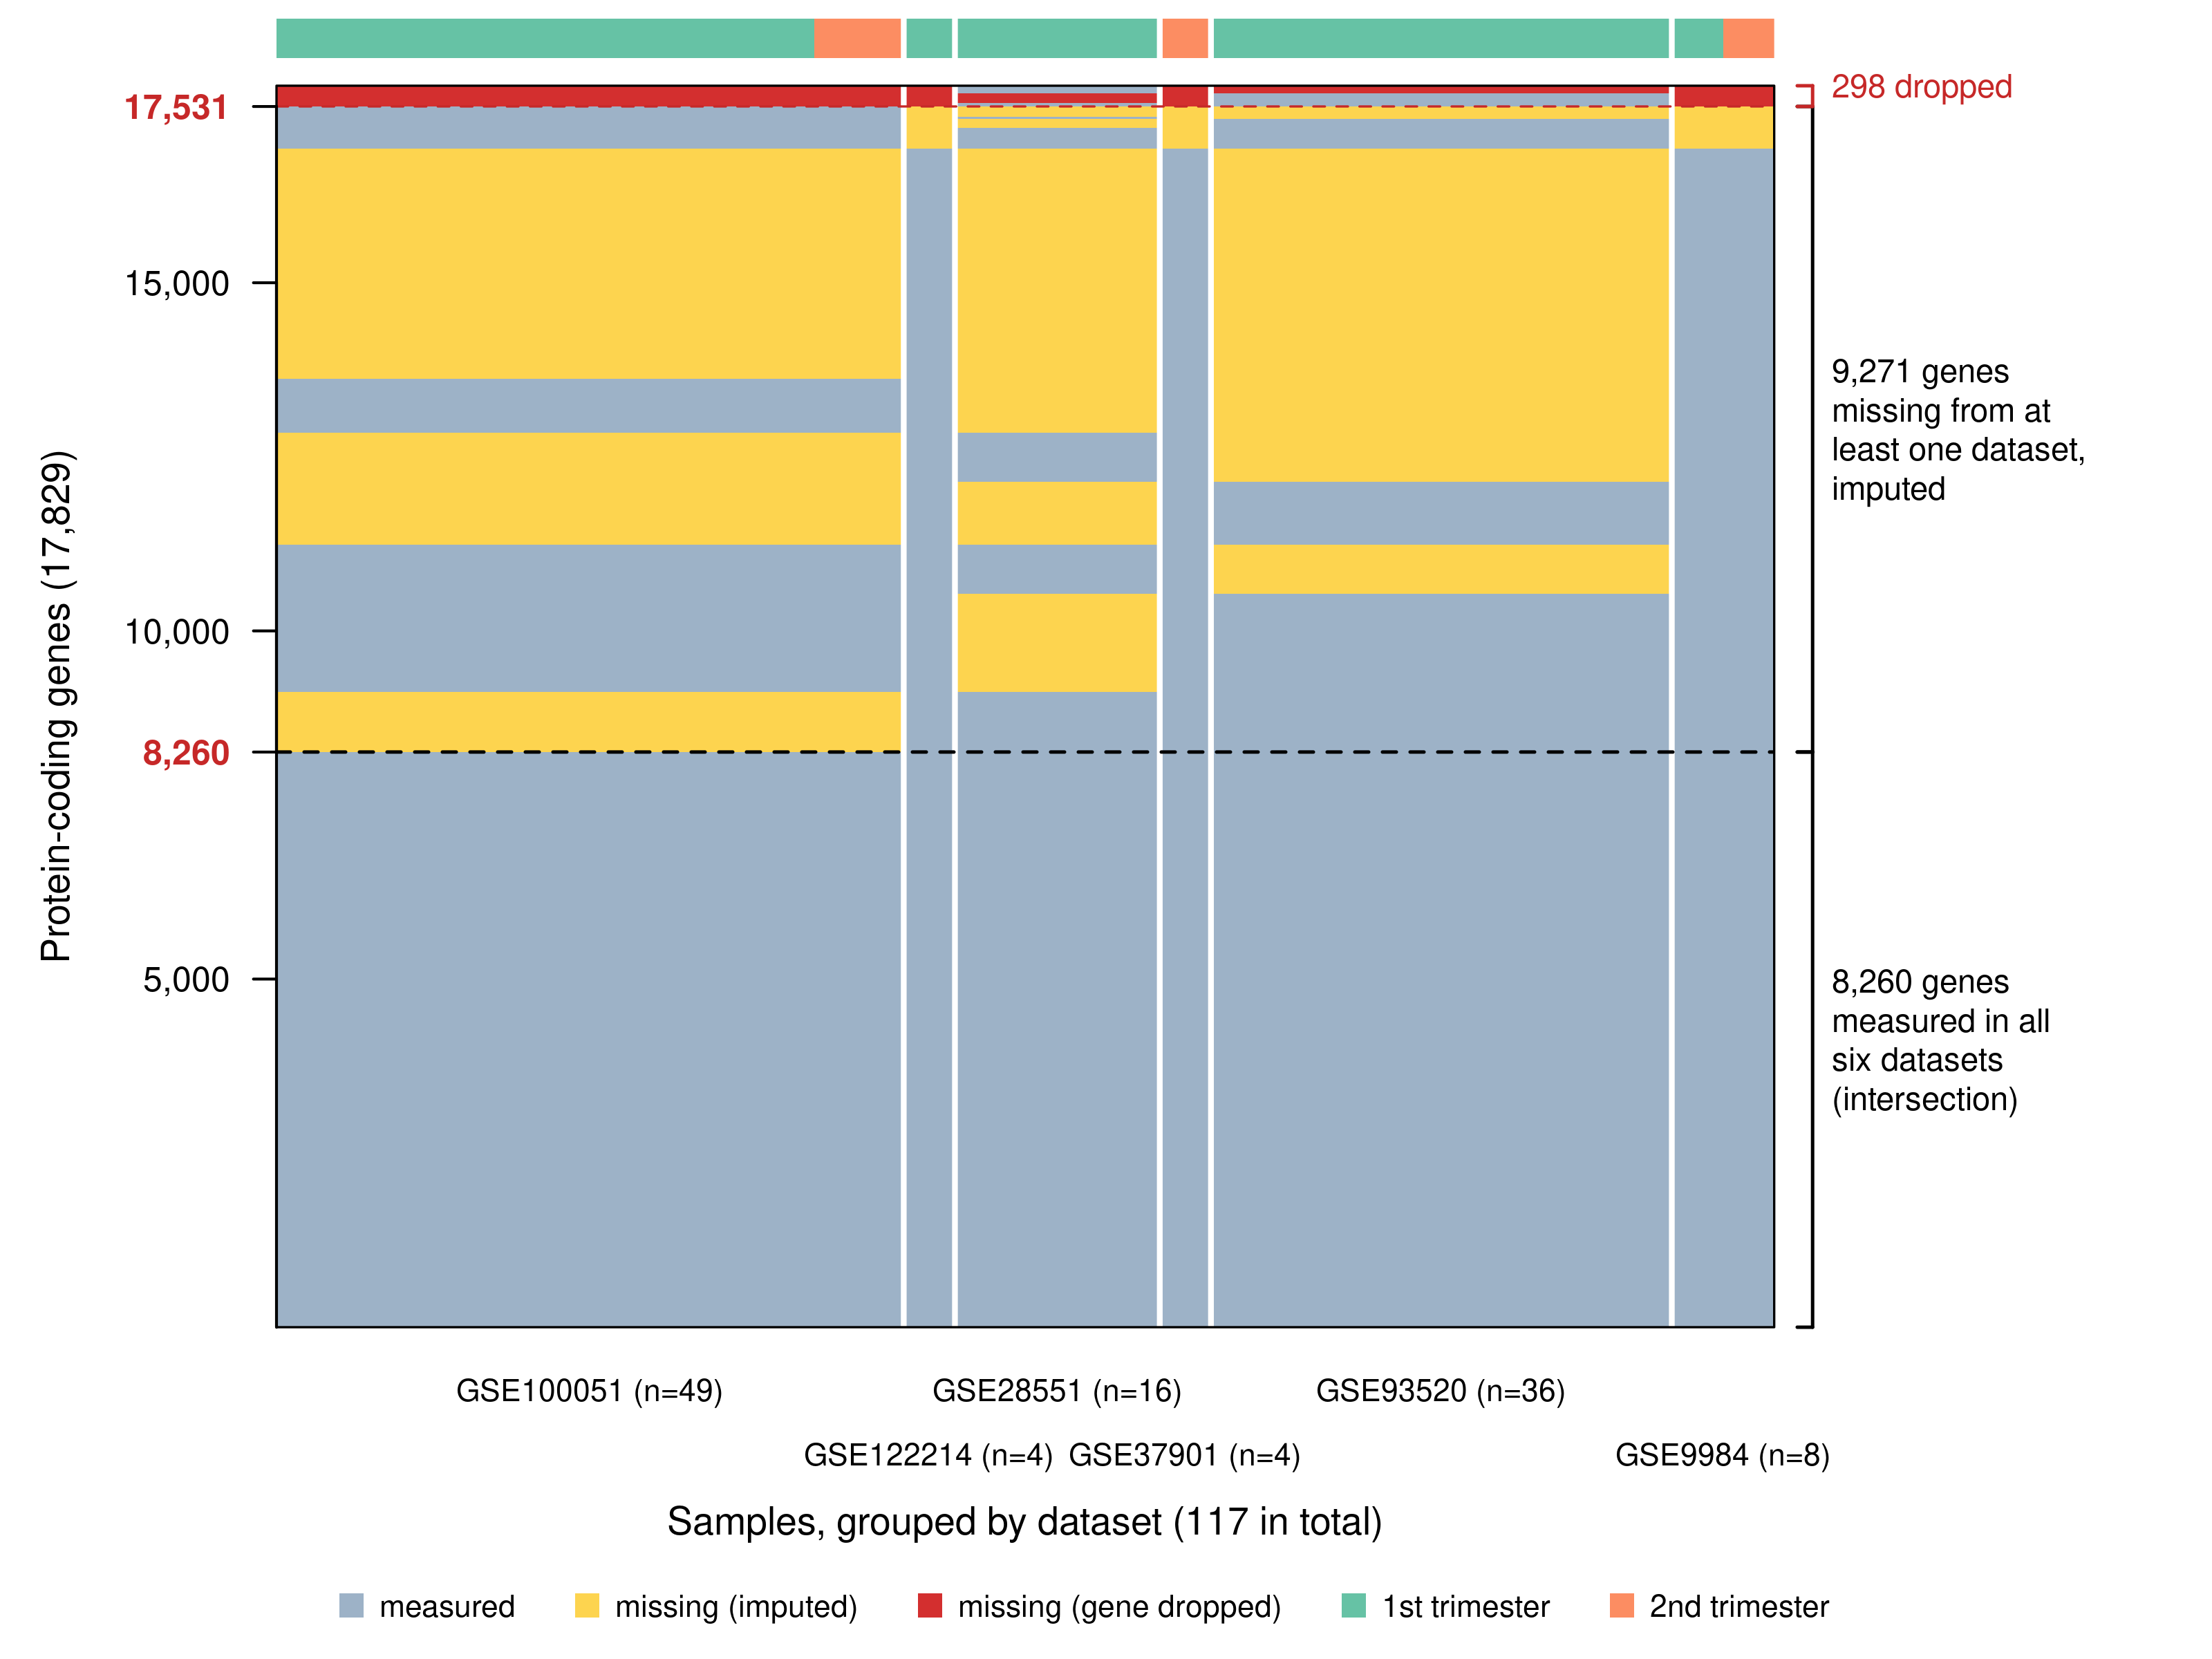 298 dropped
17,531
15,000
9,271 genes
missing from at
least one dataset,
imputed
Protein-coding genes (17,829)
10,000
8,260
5,000
8,260 genes
measured in all
six datasets
(intersection)
GSE100051 (n=49)
GSE28551 (n=16)
GSE93520 (n=36)
GSE122214 (n=4)
GSE37901 (n=4)
GSE9984 (n=8)
Samples, grouped by dataset (117 in total)
measured
missing (imputed)
missing (gene dropped)
1st trimester
2nd trimester